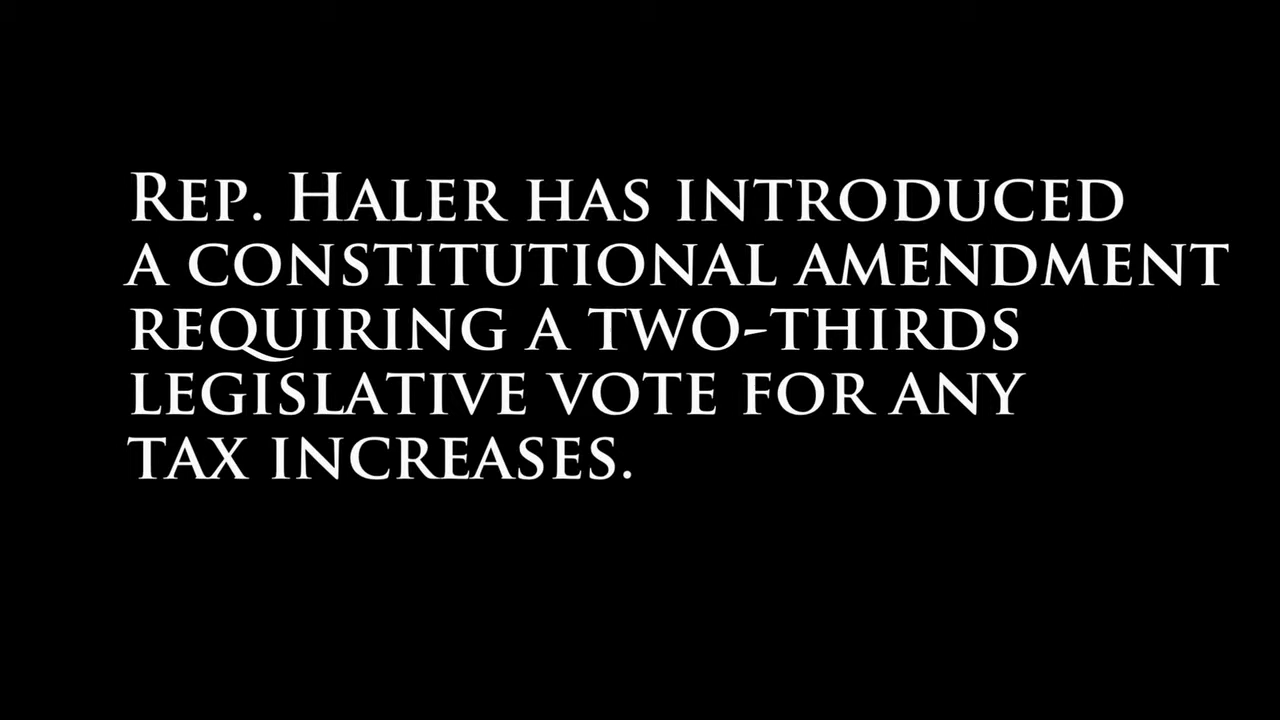 Rep. Haler has introduced
a constitutional amendment
requiring a two-thirds
legislative vote for any
tax increases.